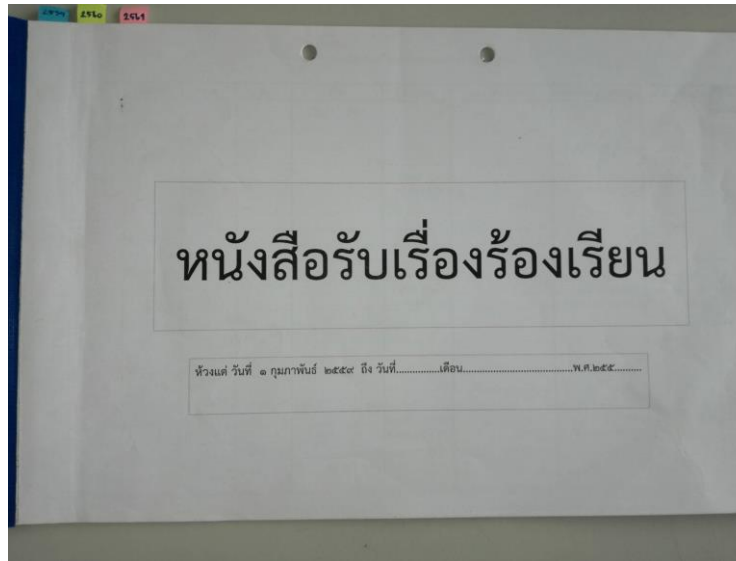 2559 2560 2561
หนังสือรับเรื่องร้องเรียน
ห้วงแต่ วันที่ ๑ กุมภาพันธ์ ๒๕๕๙ ถึง วันที่................เดือน........................................พ.ศ.๒๕๕..........